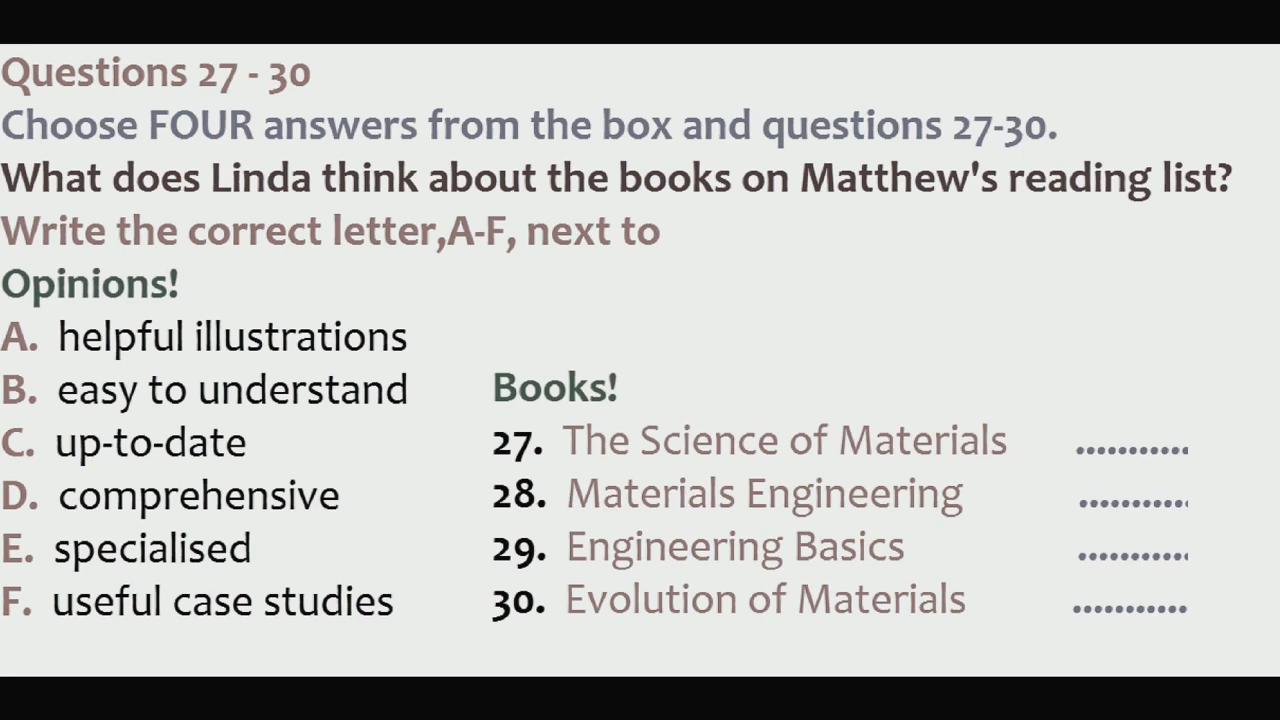 Questions 27 - 30
Choose FOUR answers from the box and questions 27-30.
What does Linda think about the books on Matthew's reading list?
Write the correct letter,A-F, next to
Opinions!
A. helpful illustrations
B. easy to understand
C. up-to-date
D. comprehensive
E. specialised
F. useful case studies
Books!
27. The Science of Materials ...........
28. Materials Engineering ...........
29. Engineering Basics ...........
30. Evolution of Materials ...........